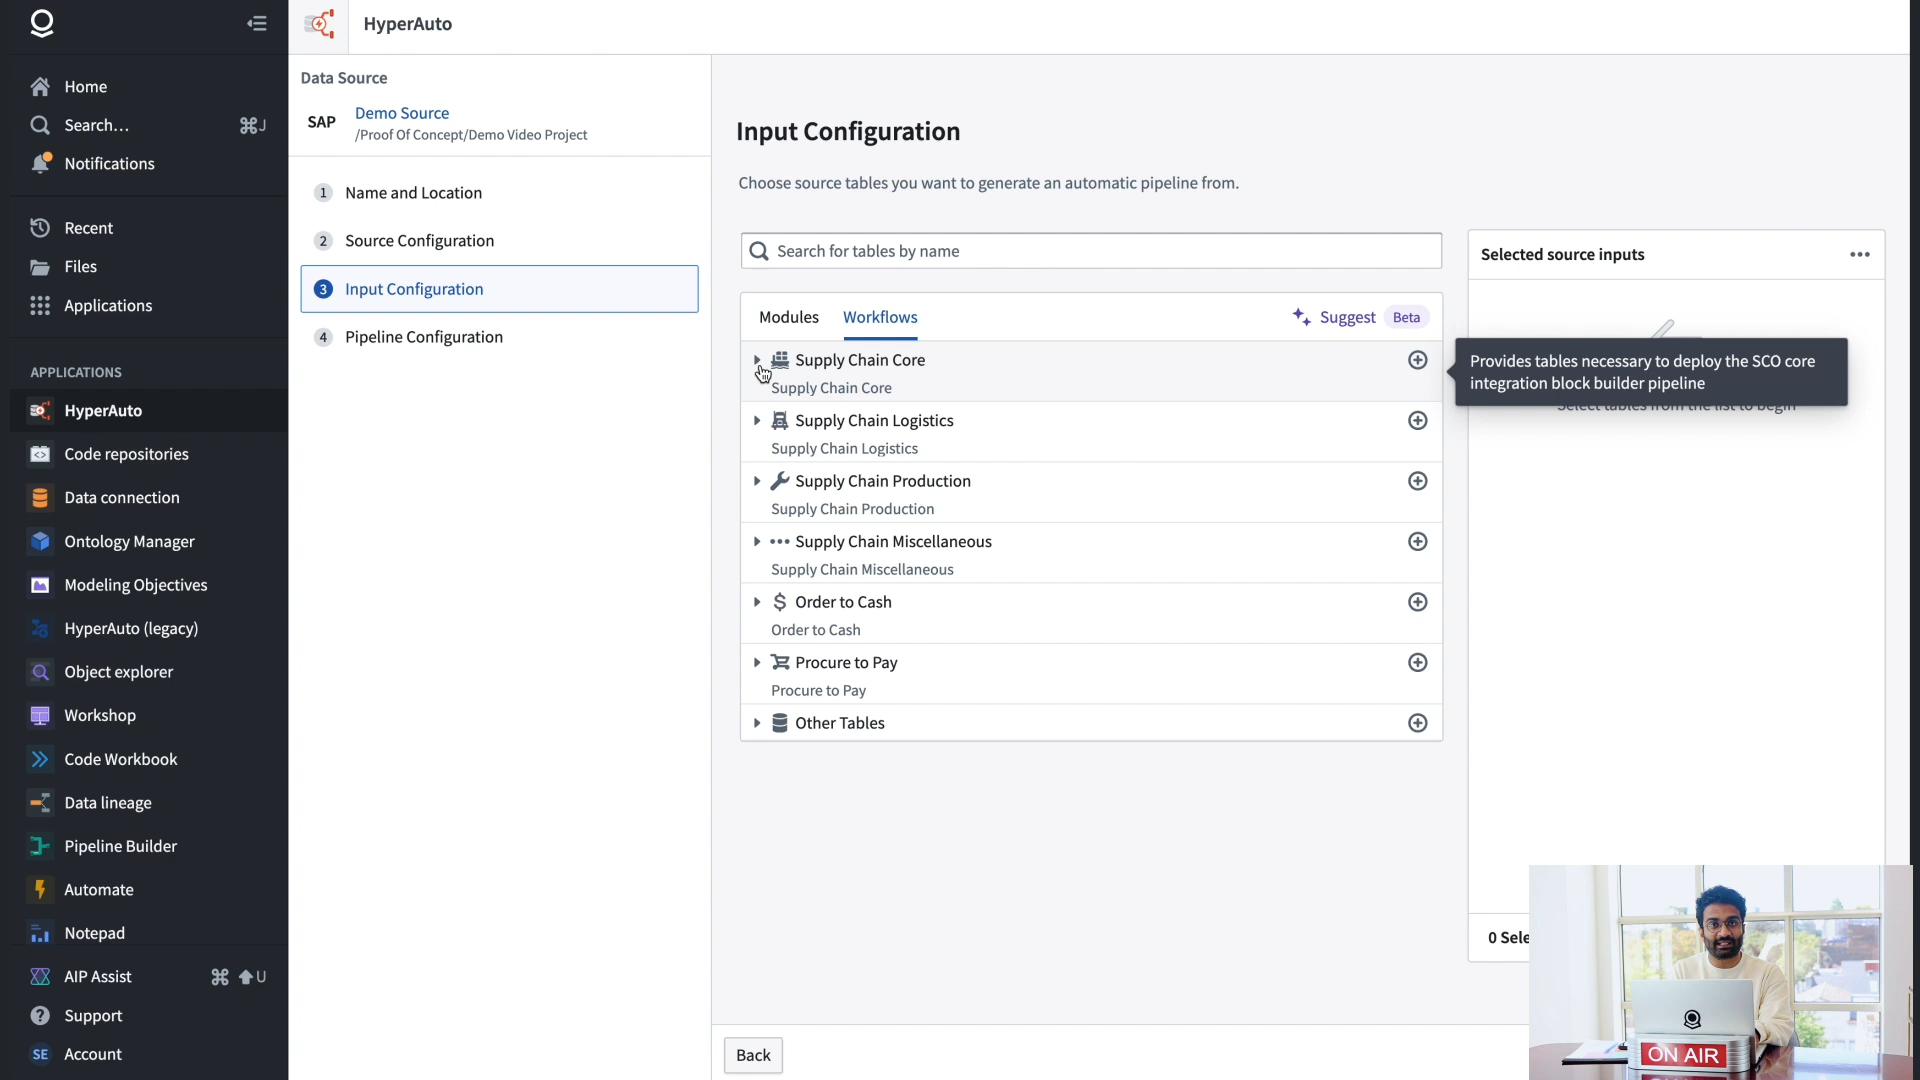 HyperAuto
Home
Search... ⌘J
Notifications
Recent
Files
Applications
APPLICATIONS
HyperAuto
Code repositories
Data connection
Ontology Manager
Modeling Objectives
HyperAuto (legacy)
Object explorer
Workshop
Code Workbook
Data lineage
Pipeline Builder
Automate
Notepad
AIP Assist ⌘ ⬆ U
Support
SE Account
Data Source
SAP Demo Source
/Proof Of Concept/Demo Video Project
1 Name and Location
2 Source Configuration
3 Input Configuration
4 Pipeline Configuration
Input Configuration
Choose source tables you want to generate an automatic pipeline from.
Search for tables by name
Modules Workflows Suggest Beta
Supply Chain Core
Supply Chain Core
Supply Chain Logistics
Supply Chain Logistics
Supply Chain Production
Supply Chain Production
Supply Chain Miscellaneous
Supply Chain Miscellaneous
Order to Cash
Order to Cash
Procure to Pay
Procure to Pay
Other Tables
Selected source inputs
Provides tables necessary to deploy the SCO core
integration block builder pipeline
Select tables from the list to begin
0 Sele
Back
ON AIR